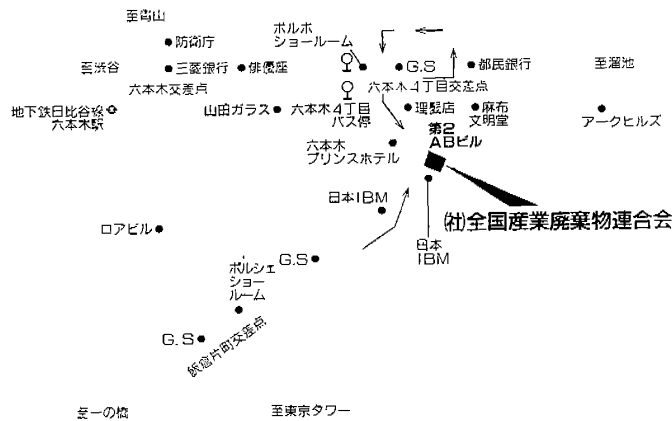 至青山
防衛庁
ボルボ
ショールーム
G.S
都民銀行
至溜池
至渋谷
三菱銀行
俳優座
六本木交差点
六本木4丁目交差点
地下鉄日比谷線
六本木駅
山田ガラス
六本木4丁目
バス停
理髪店
麻布
文明堂
アークヒルズ
第2
ABビル
六本木
プリンスホテル
日本IBM
(社)全国産業廃棄物連合会
ロアビル
日本
IBM
G.S
ポルシェ
ショー
ルーム
G.S
飯倉片町交差点
至一の橋
至東京タワー